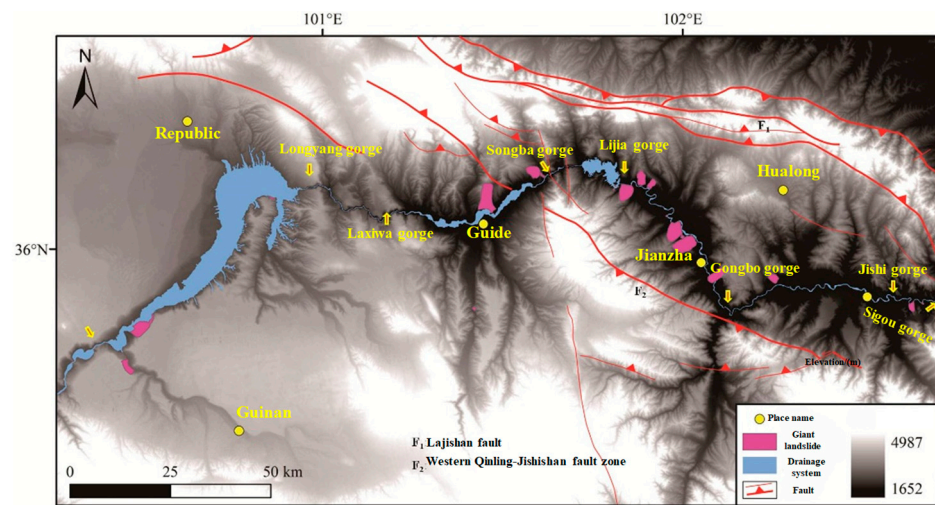 101°E
102°E
N
Republic
Longyang gorge
Songba gorge
Lijia gorge
F1
Hualong
Laxiwa gorge
Guide
36°N
Jianzha
Gongbo gorge
Jishi gorge
F2
Sigou gorge
Elevation/(m)
Guinan
F1 Lajishan fault
F2 Western Qinling-Jishishan fault zone
0 25 50 km
Place name
Giant
landslide
Drainage
system
Fault
4987
1652